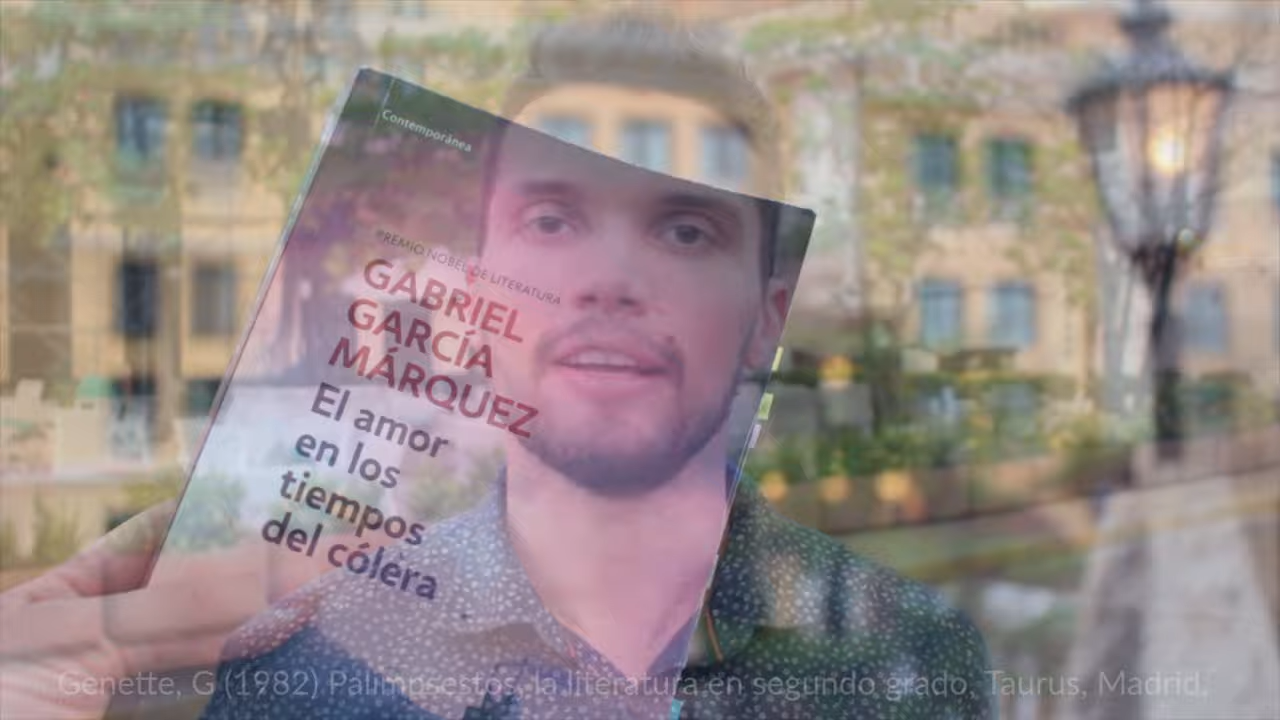 Contemporánea
PREMIO NOBEL DE LITERATURA
GABRIEL
GARCÍA
MÁRQUEZ
El amor
en los
tiempos
del cólera
Genette, G (1982) Palimpsestos, la literatura en segundo grado, Taurus, Madrid.